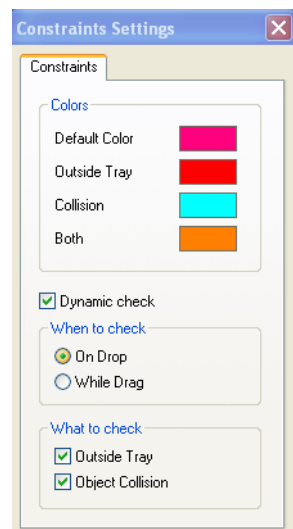 Constraints Settings
Constraints
Colors
Default Color
Outside Tray
Collision
Both
Dynamic check
When to check
On Drop
While Drag
What to check
Outside Tray
Object Collision